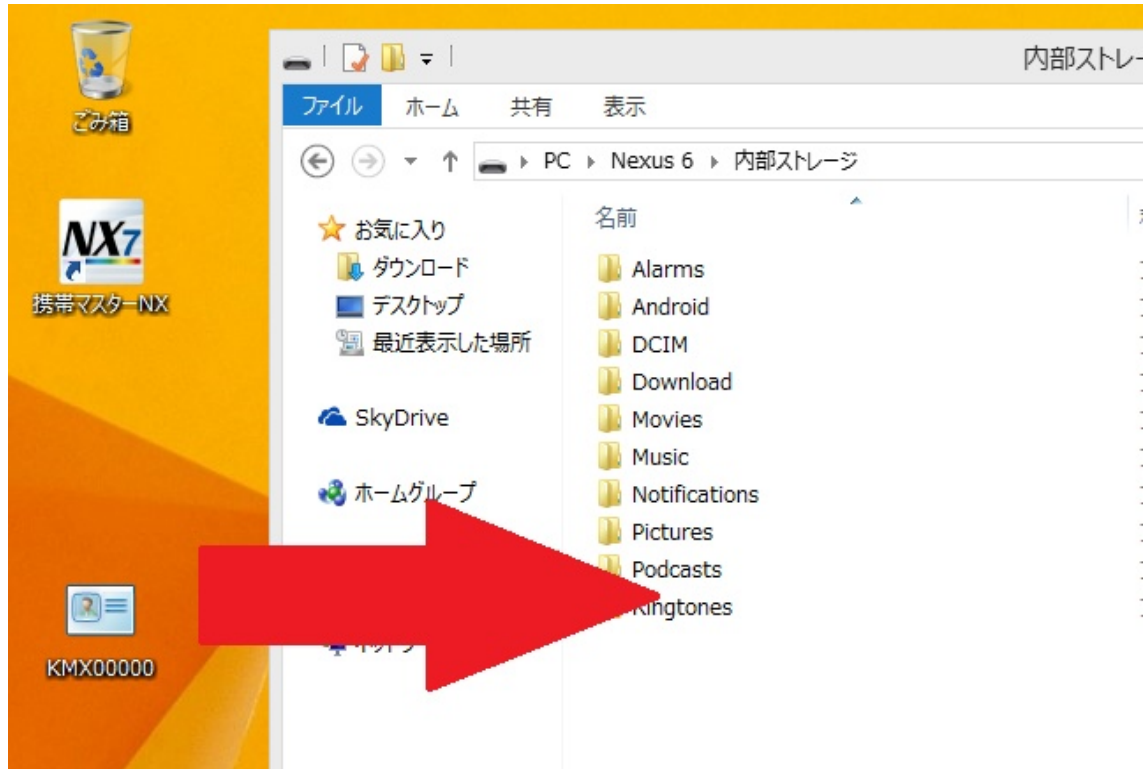 ごみ箱
NX7
携帯マスターNX
KMX00000
内部ストレー
ファイル ホーム 共有 表示
PC Nexus 6 内部ストレージ
お気に入り
ダウンロード
デスクトップ
最近表示した場所
SkyDrive
ホームグループ
名前
Alarms
Android
DCIM
Download
Movies
Music
Notifications
Pictures
Podcasts
Ringtones